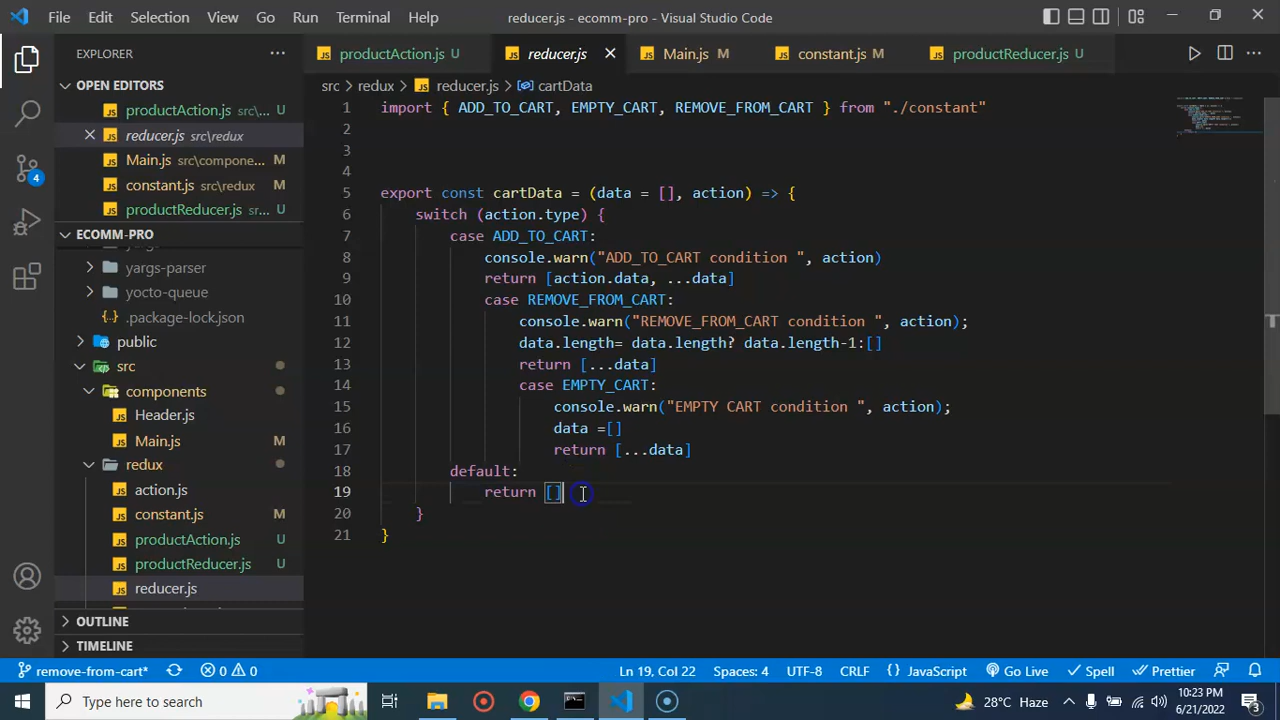 File Edit Selection View Go Run Terminal Help reducer.js - ecomm-pro - Visual Studio Code
EXPLORER
OPEN EDITORS
productAction.js src\... U
reducer.js src\redux
Main.js src\compone... M
constant.js src\redux M
productReducer.js sr... U
ECOMM-PRO
yargs-parser
yocto-queue
.package-lock.json
public
src
components
Header.js
Main.js M
redux
action.js
constant.js M
productAction.js U
productReducer.js U
reducer.js
OUTLINE
TIMELINE
productAction.js U reducer.js Main.js M constant.js M productReducer.js U
src > redux > reducer.js > cartData
1 import { ADD_TO_CART, EMPTY_CART, REMOVE_FROM_CART } from "./constant"
2
3
4
5 export const cartData = (data = [], action) => {
6 switch (action.type) {
7 case ADD_TO_CART:
8 console.warn("ADD_TO_CART condition ", action)
9 return [action.data, ...data]
10 case REMOVE_FROM_CART:
11 console.warn("REMOVE_FROM_CART condition ", action);
12 data.length= data.length? data.length-1:[]
13 return [...data]
14 case EMPTY_CART:
15 console.warn("EMPTY CART condition ", action);
16 data =[]
17 return [...data]
18 default:
19 return []
20 }
21 }
4
remove-from-cart* 0 0 Ln 19, Col 22 Spaces: 4 UTF-8 CRLF { } JavaScript Go Live Spell Prettier
Type here to search 28°C Haze 10:23 PM
6/21/2022
3